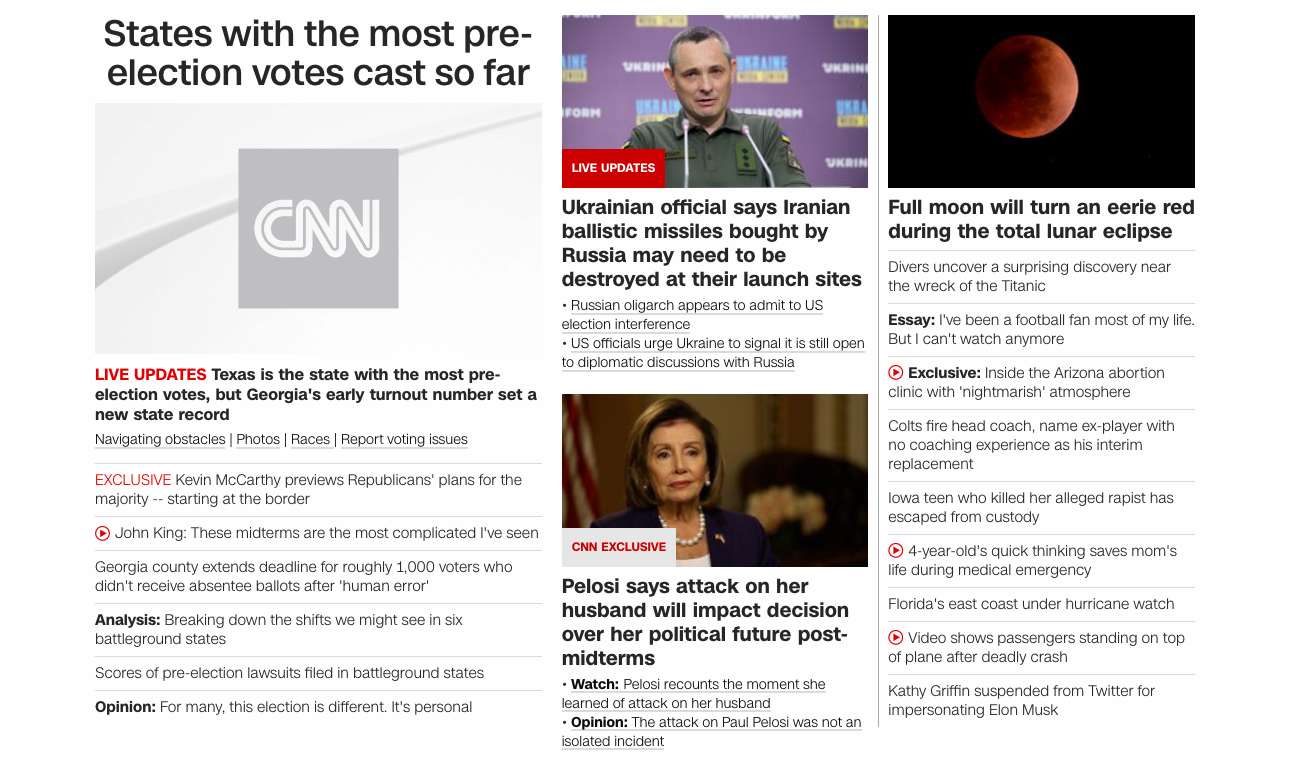 States with the most pre-
election votes cast so far
CNN
LIVE UPDATES Texas is the state with the most pre-
election votes, but Georgia's early turnout number set a
new state record
Navigating obstacles | Photos | Races | Report voting issues
EXCLUSIVE Kevin McCarthy previews Republicans' plans for the
majority -- starting at the border
John King: These midterms are the most complicated I've seen
Georgia county extends deadline for roughly 1,000 voters who
didn't receive absentee ballots after 'human error'
Analysis: Breaking down the shifts we might see in six
battleground states
Scores of pre-election lawsuits filed in battleground states
Opinion: For many, this election is different. It's personal
UKRAINE
MEDIA CENTER
UKRINFORM
LIVE UPDATES
Ukrainian official says Iranian
ballistic missiles bought by
Russia may need to be
destroyed at their launch sites
• Russian oligarch appears to admit to US
election interference
• US officials urge Ukraine to signal it is still open
to diplomatic discussions with Russia
CNN EXCLUSIVE
Pelosi says attack on her
husband will impact decision
over her political future post-
midterms
• Watch: Pelosi recounts the moment she
learned of attack on her husband
• Opinion: The attack on Paul Pelosi was not an
isolated incident
Full moon will turn an eerie red
during the total lunar eclipse
Divers uncover a surprising discovery near
the wreck of the Titanic
Essay: I've been a football fan most of my life.
But I can't watch anymore
Exclusive: Inside the Arizona abortion
clinic with 'nightmarish' atmosphere
Colts fire head coach, name ex-player with
no coaching experience as his interim
replacement
Iowa teen who killed her alleged rapist has
escaped from custody
4-year-old's quick thinking saves mom's
life during medical emergency
Florida's east coast under hurricane watch
Video shows passengers standing on top
of plane after deadly crash
Kathy Griffin suspended from Twitter for
impersonating Elon Musk